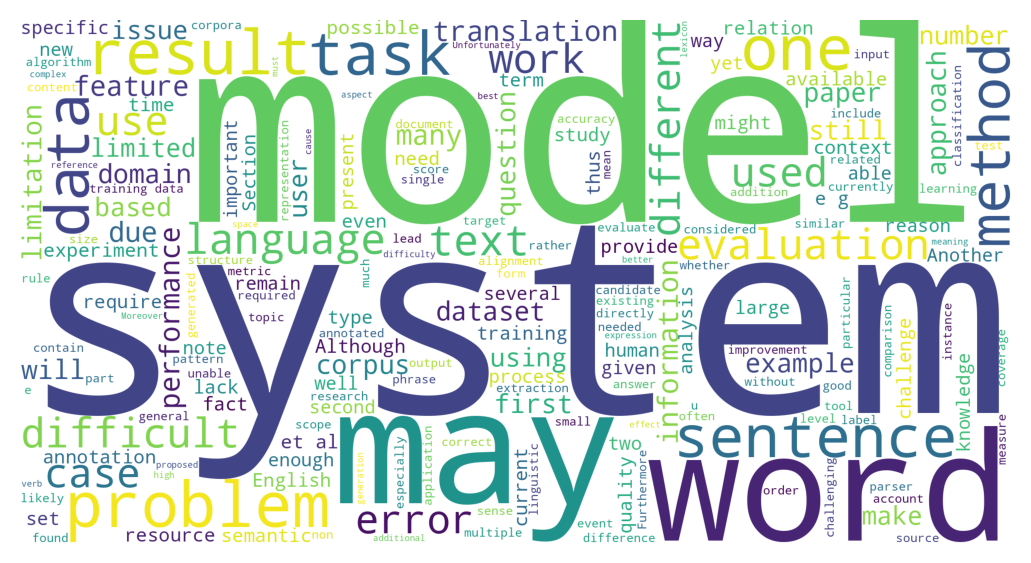 specific
issue
corpora
possible
translation
Unfortunately
different
way
relation
one
input
number
new
algorithm
complex
content
result
task
must
aspect
work
best
term
lexicon
yet
available
paper
method
feature
time
data
use
limitation
limited
reference
training data
domain
based
important
section
representation
user
cause
present
model
document
many
need
score
single
even
question
accuracy
study
thus
mean
might
addition
used
still
context
include
related
able
currently
e g
approach
classification
test
learning
reason
similar
considered
due
size
experiment
rule
performance
language
structure
space
lead
difficulty
text
target
rather
evaluate
better
provide
information
evaluation
whether
Another
meaning
system
require
Moreover
contain
will
part
e
pattern
unable
note
lack
fact
generated
metric
remain
required
topic
much
type
Although
annotated
corpus
well
research
phrase
output
alignment
form
several
dataset
training
using
process
extraction
first
candidate
existing
directly
needed
human
expression
given
answer
without
analysis
large
improvement
example
good
tool
level
label
particular
challenge
comparison
instance
knowledge
coverage
measure
difficult
general
annotation
case
proposed
high
verb
likely
set
found
problem
resource
semantic
non
scope
second
et al
enough
English
may
error
generation
additional
especially
application
correct
sense
multiple
current
linguistic
small
effect
event
difference
two
quality
Furthermore
u
often
sentence
word
order
challenging
parser
account
make
source